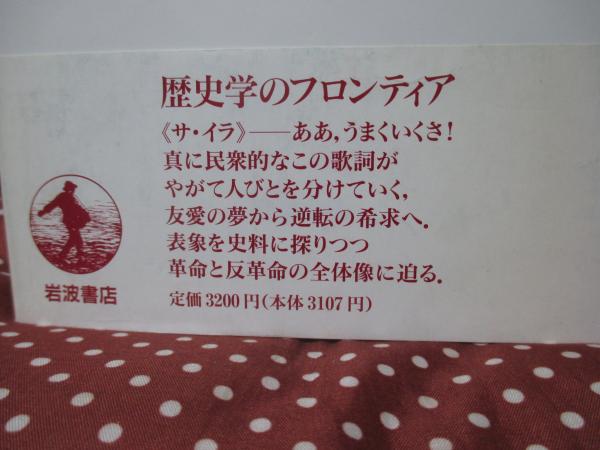 歴史学のフロンティア
《サ・イラ》――ああ,うまくいくさ!
真に民衆的なこの歌詞が
やがて人びとを分けていく,
友愛の夢から逆転の希求へ.
表象を史料に探りつつ
革命と反革命の全体像に迫る.
定価3200円(本体3107円)
岩波書店